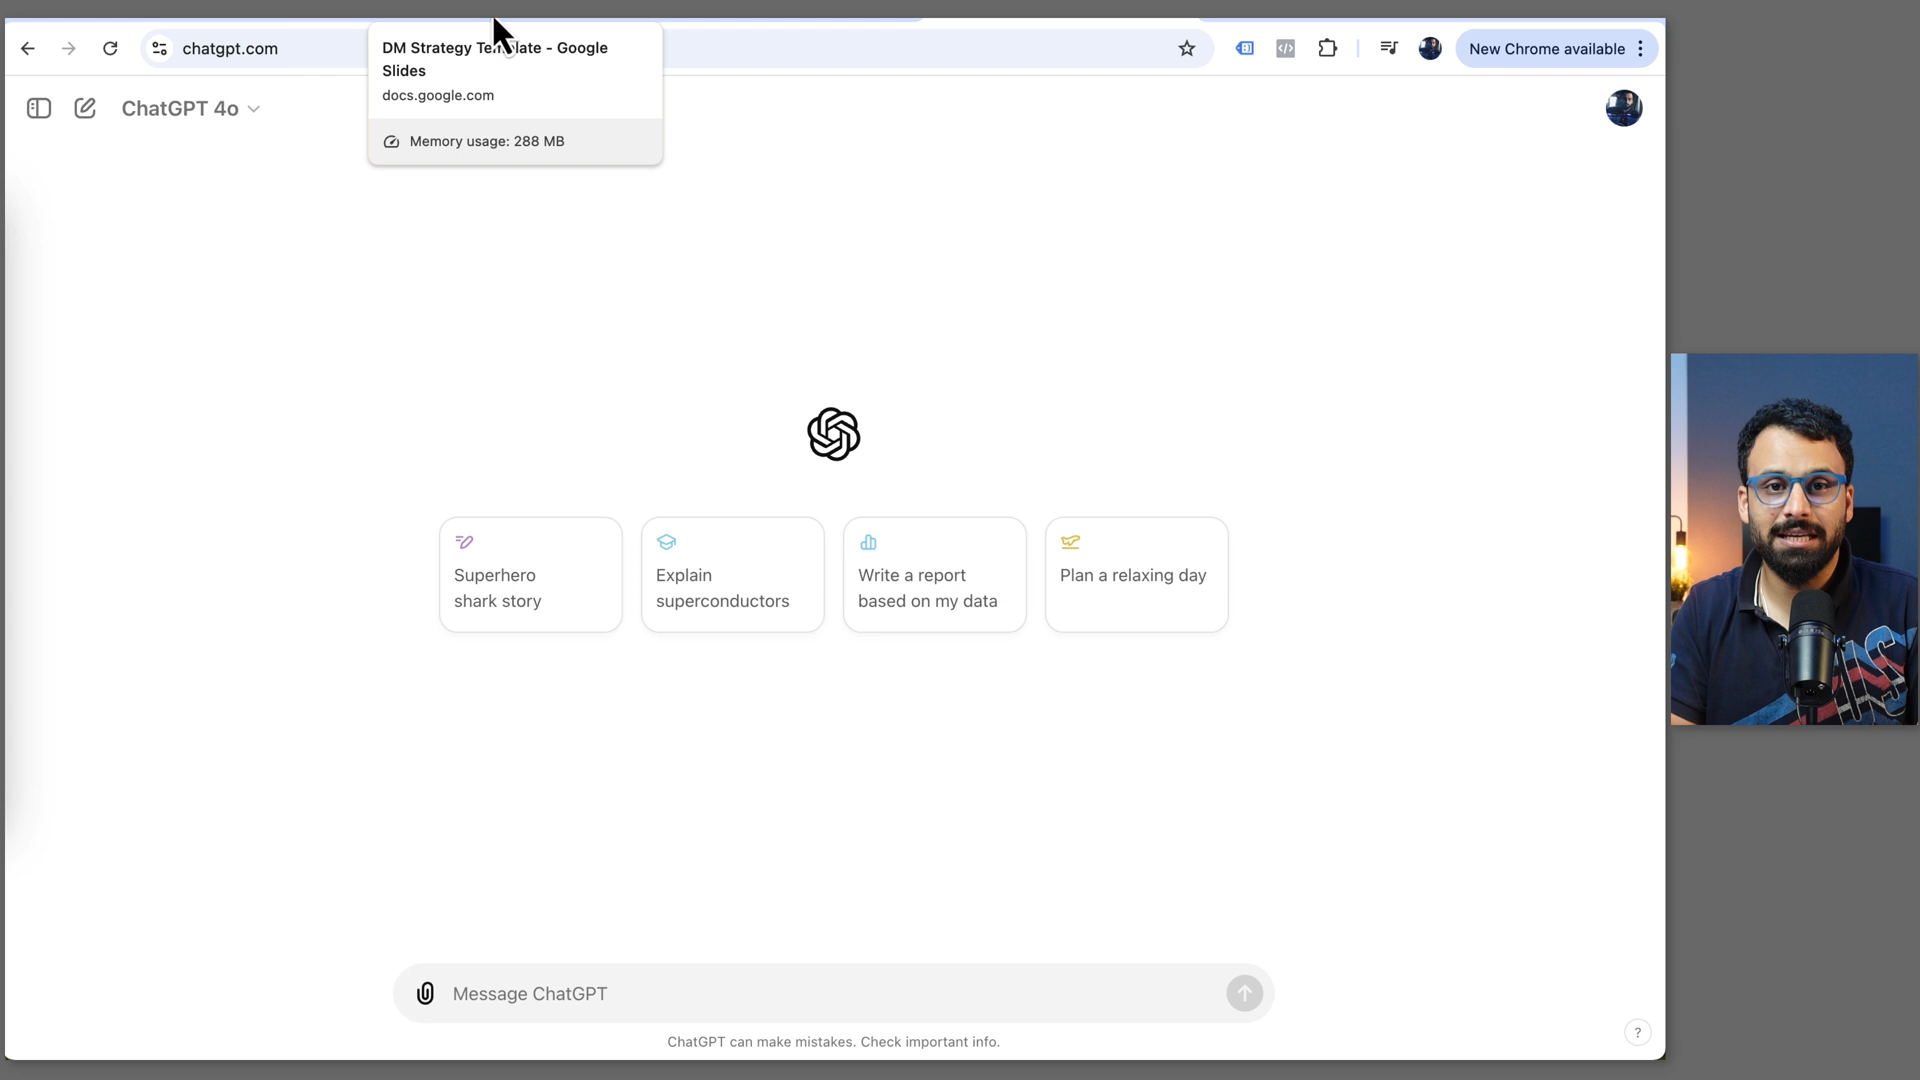 chatgpt.com
DM Strategy Template - Google
Slides
docs.google.com
Memory usage: 288 MB
New Chrome available
ChatGPT 4o
Superhero
shark story
Explain
superconductors
Write a report
based on my data
Plan a relaxing day
Message ChatGPT
ChatGPT can make mistakes. Check important info.
?